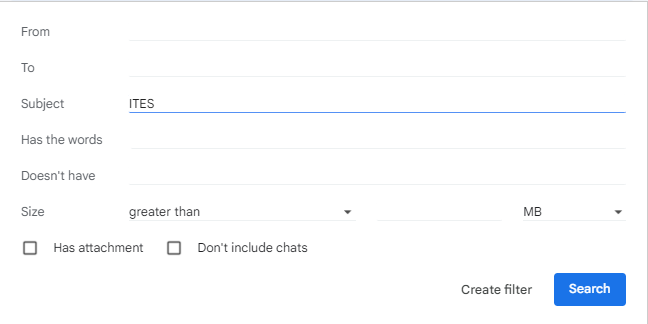 From
To
Subject ITES
Has the words
Doesn't have
Size greater than MB
Has attachment Don't include chats
Create filter Search